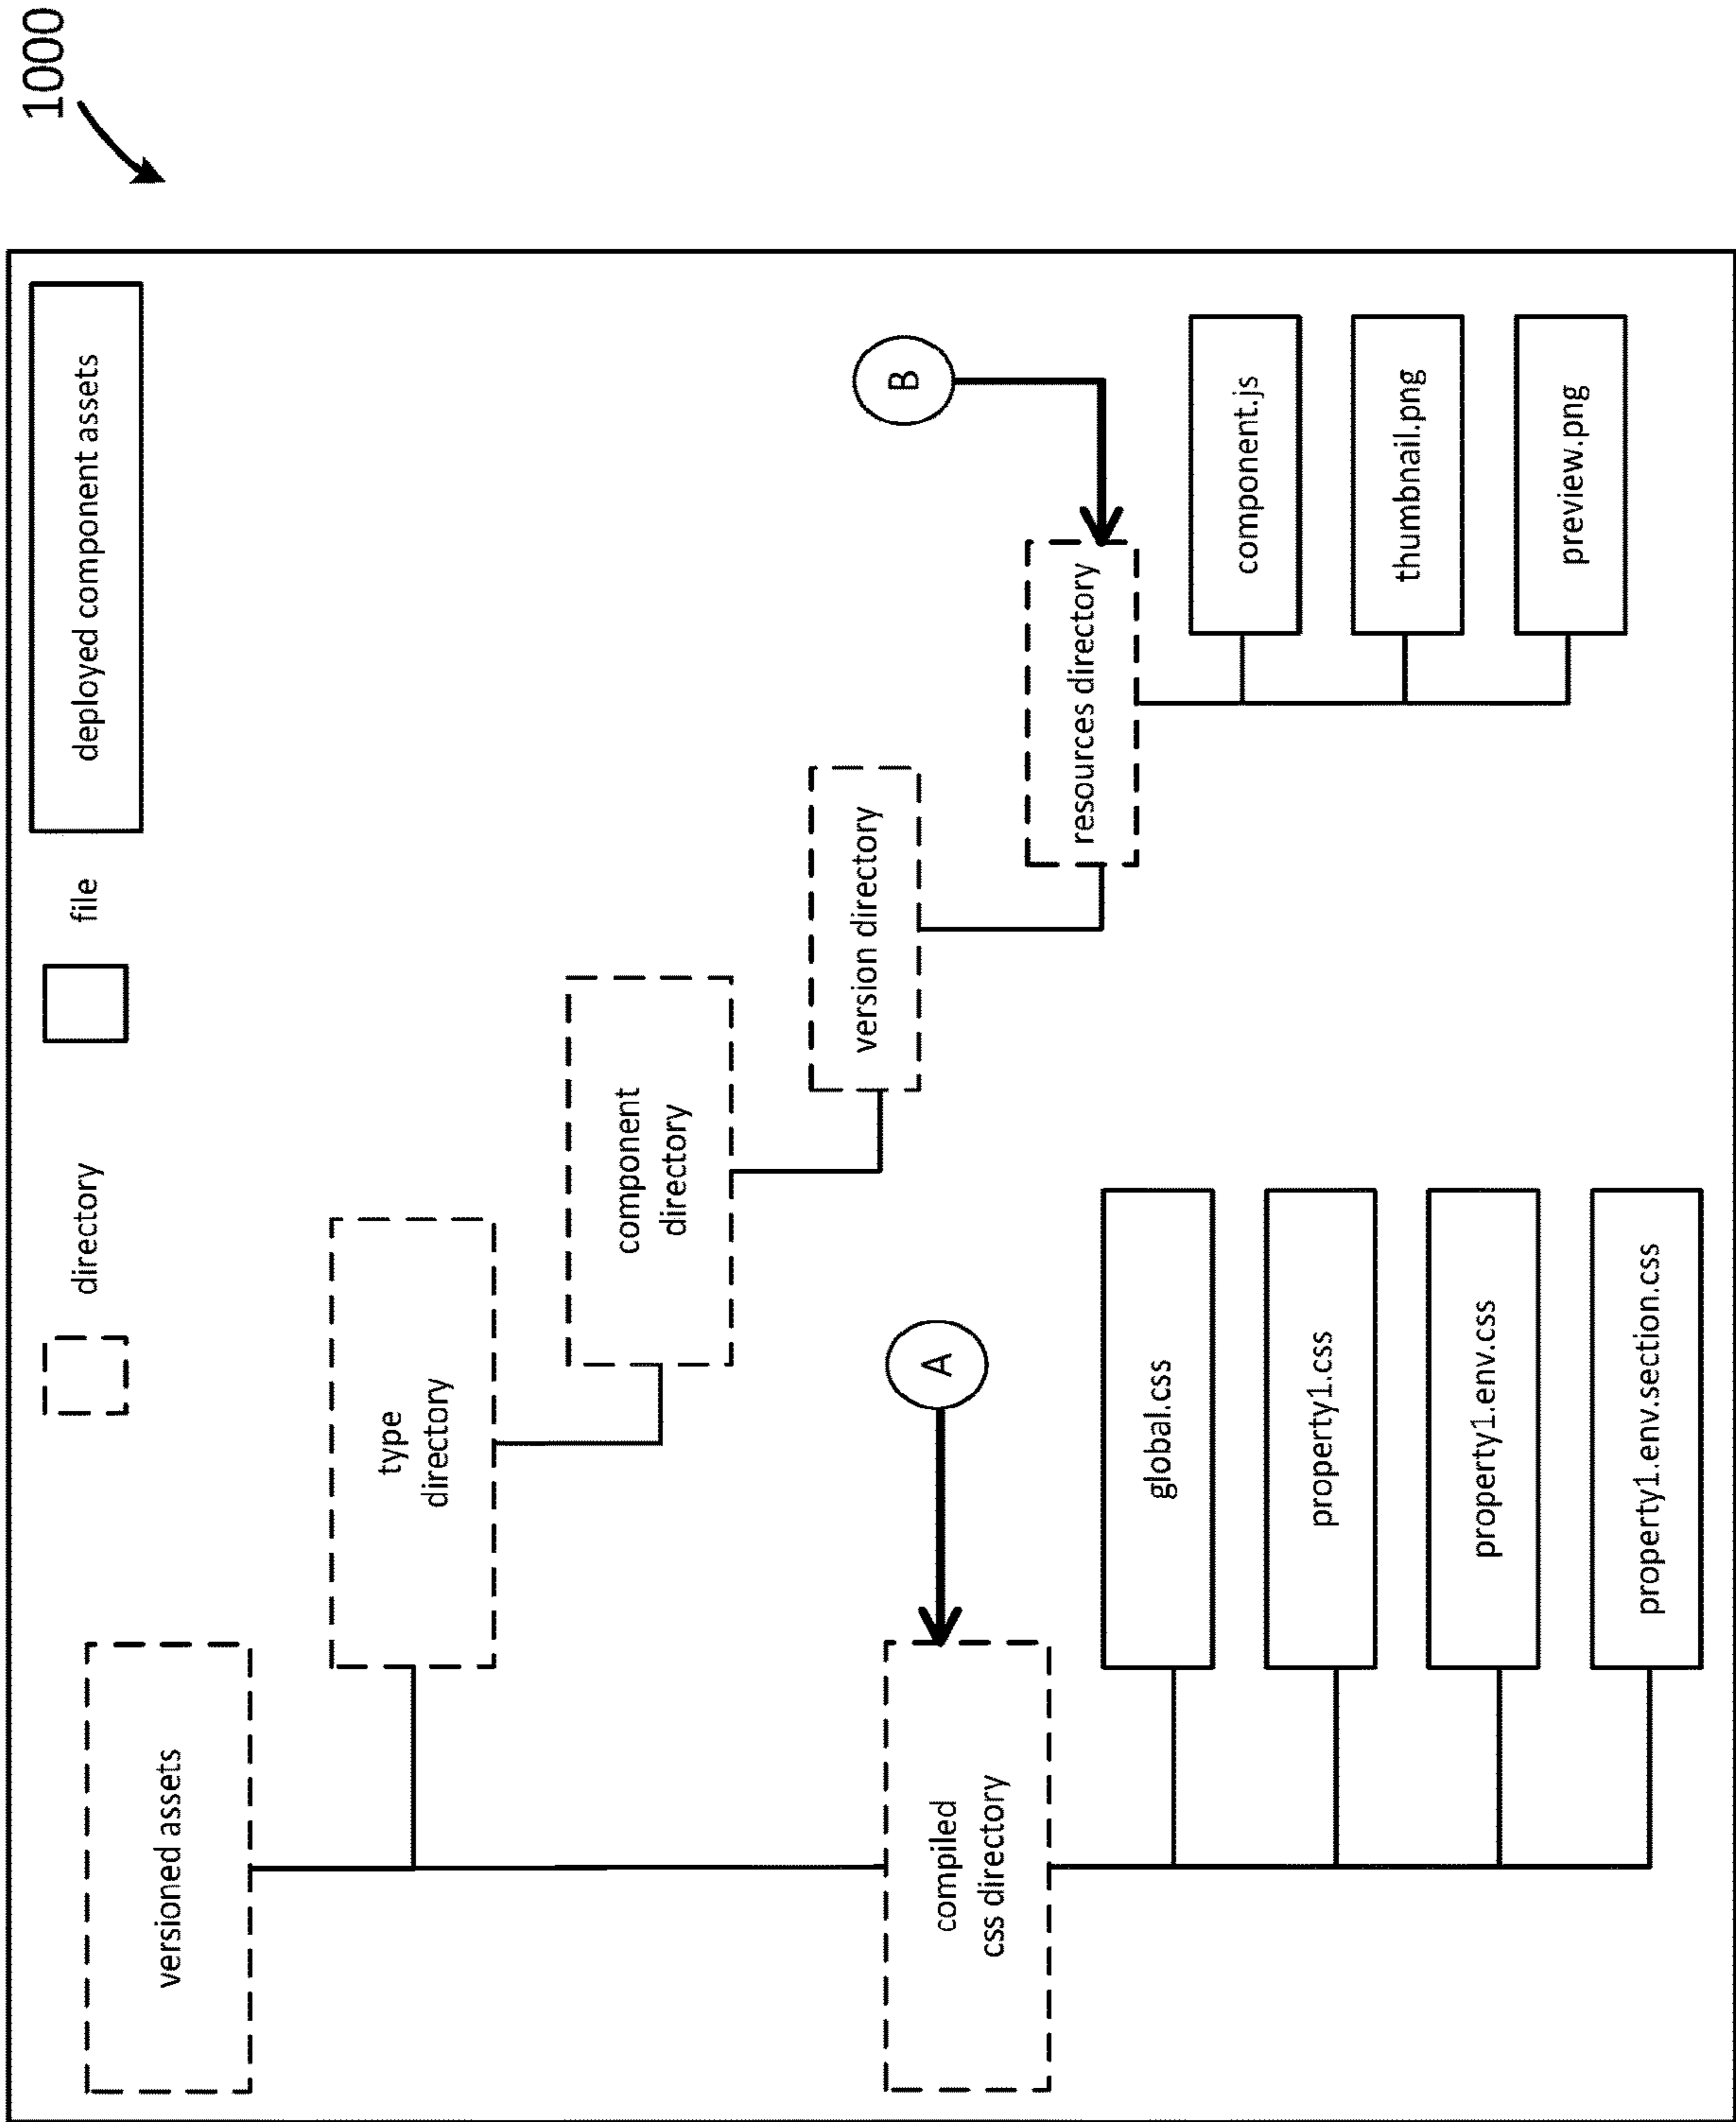 1000
directory
file
deployed component assets
versioned assets
type
directory
component
directory
version directory
B
resources directory
component.js
thumbnail.png
preview.png
A
compiled
css directory
global.css
property1.css
property1.env.css
property1.env.section.css